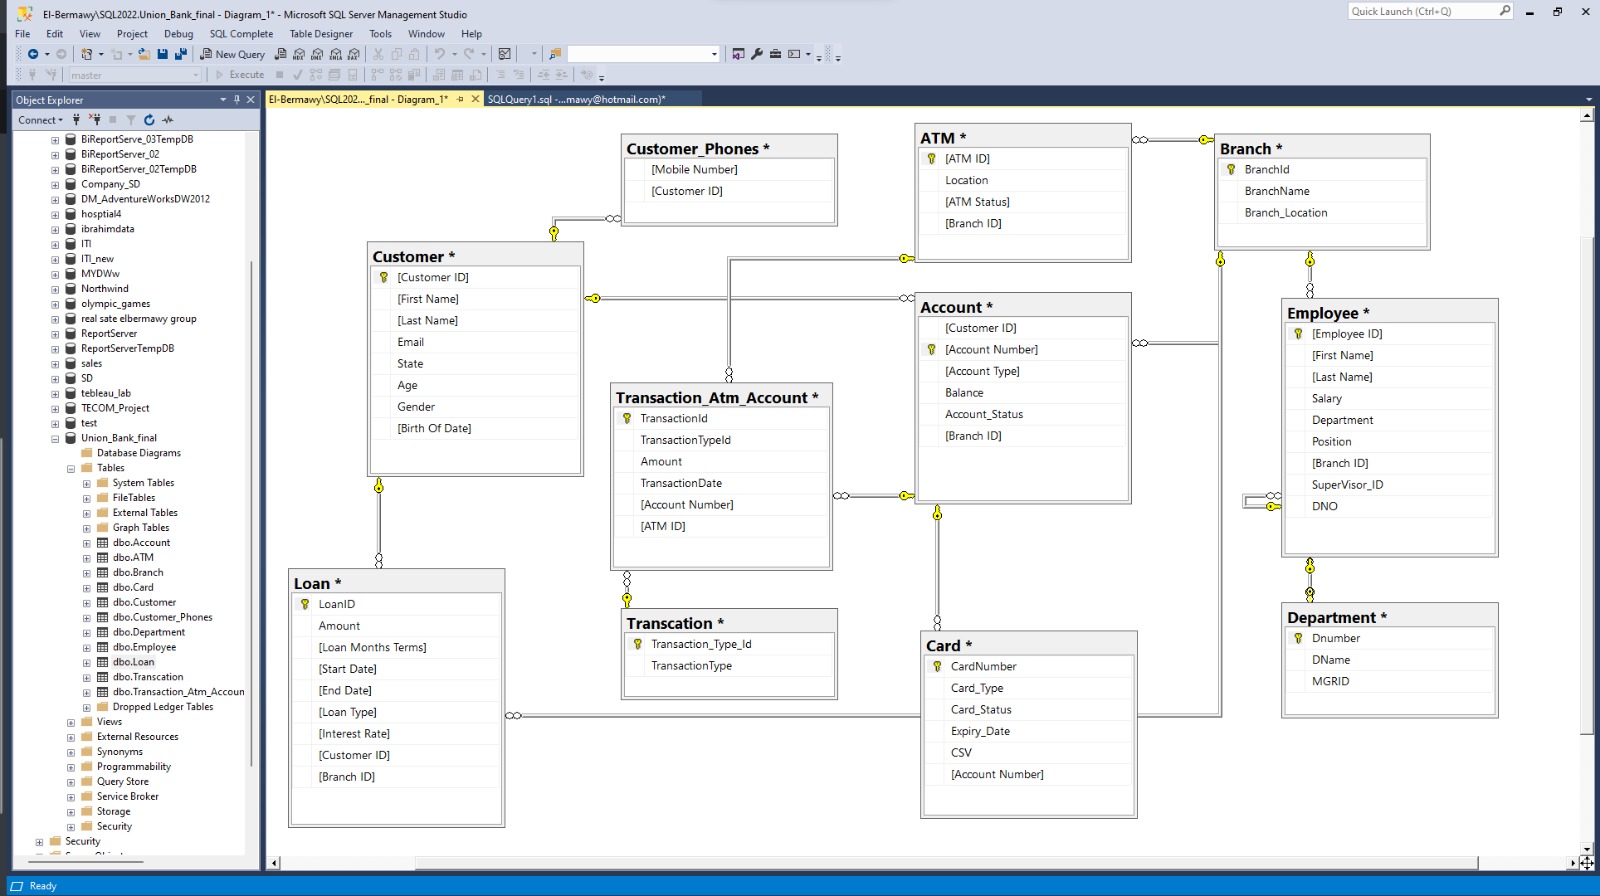 El-Bermawy\SQL2022.Union_Bank_final - Diagram_1* - Microsoft SQL Server Management Studio
Quick Launch (Ctrl+Q)
File Edit View Project Debug SQL Complete Table Designer Tools Window Help
New Query
MDX DMX XMLA DAX
master
Execute
Object Explorer
El-Bermawy\SQL202..._final - Diagram_1*
SQLQuery1.sql -...mawy@hotmail.com)*
Connect
BiReportServe_03TempDB
BiReportServer_02
BiReportServer_02TempDB
Company_SD
DM_AdventureWorksDW2012
hosptial4
ibrahimdata
ITI
ITI_new
MYDWw
Northwind
olympic_games
real sate elbermawy group
ReportServer
ReportServerTempDB
sales
SD
tebleau_lab
TECOM_Project
test
Union_Bank_final
Database Diagrams
Tables
System Tables
FileTables
External Tables
Graph Tables
dbo.Account
dbo.ATM
dbo.Branch
dbo.Card
dbo.Customer
dbo.Customer_Phones
dbo.Department
dbo.Employee
dbo.Loan
dbo.Transcation
dbo.Transaction_Atm_Accoun
Dropped Ledger Tables
Views
External Resources
Synonyms
Programmability
Query Store
Service Broker
Storage
Security
Security
Customer_Phones *
[Mobile Number]
[Customer ID]
ATM *
[ATM ID]
Location
[ATM Status]
[Branch ID]
Branch *
BranchId
BranchName
Branch_Location
Customer *
[Customer ID]
[First Name]
[Last Name]
Email
State
Age
Gender
[Birth Of Date]
Account *
[Customer ID]
[Account Number]
[Account Type]
Balance
Account_Status
[Branch ID]
Employee *
[Employee ID]
[First Name]
[Last Name]
Salary
Department
Position
[Branch ID]
SuperVisor_ID
DNO
Transaction_Atm_Account *
TransactionId
TransactionTypeId
Amount
TransactionDate
[Account Number]
[ATM ID]
Loan *
LoanID
Amount
[Loan Months Terms]
[Start Date]
[End Date]
[Loan Type]
[Interest Rate]
[Customer ID]
[Branch ID]
Transcation *
Transaction_Type_Id
TransactionType
Card *
CardNumber
Card_Type
Card_Status
Expiry_Date
CSV
[Account Number]
Department *
Dnumber
DName
MGRID
Ready